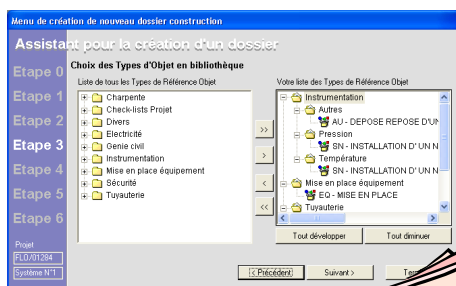 Menu de création de nouveau dossier construction
Assistant pour la création d'un dossier
Choix des Types d'Objet en bibliothèque
Liste de tous les Types de Référence Objet
Votre liste des Types de Référence Objet
Etape 0
Etape 1
Etape 2
Etape 3
Etape 4
Etape 5
Etape 6
Projet
FLO/01284
Système N°1
Charpente
Check-lists Projet
Divers
Electricité
Genie civil
Instrumentation
Mise en place équipement
Sécurité
Tuyauterie
>>
>
<
<<
Instrumentation
Autres
AU - DEPOSE REPOSE D'UN
Pression
SN - INSTALLATION D' UN N
Température
SN - INSTALLATION D' UN N
Mise en place équipement
EQ - MISE EN PLACE
Tuyauterie
Tout développer
Tout diminuer
< Précédent
Suivant >